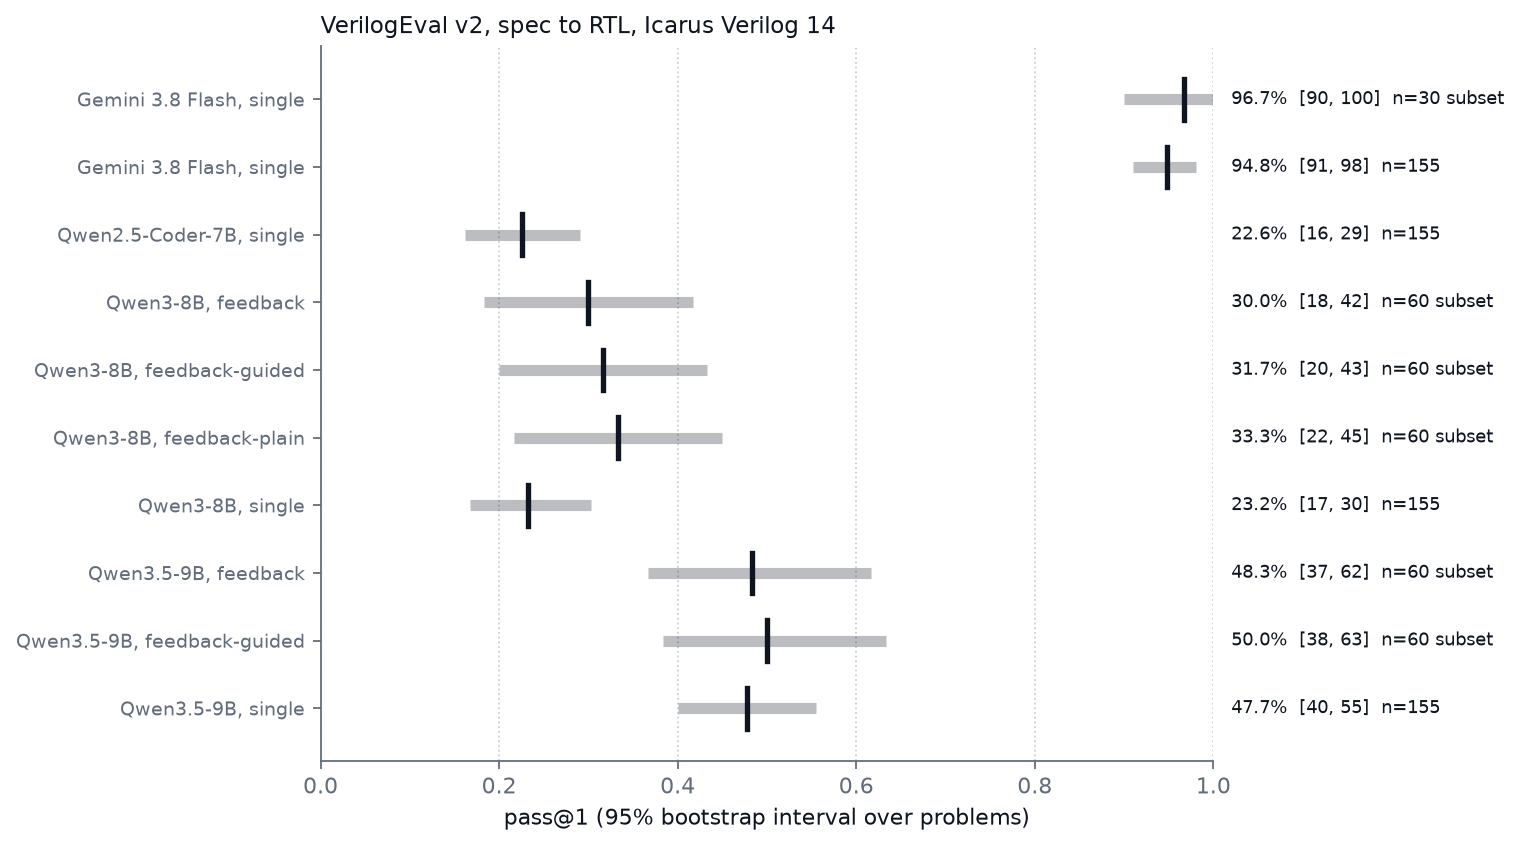 VerilogEval v2, spec to RTL, Icarus Verilog 14
Gemini 3.8 Flash, single 96.7% [90, 100] n=30 subset
Gemini 3.8 Flash, single 94.8% [91, 98] n=155
Qwen2.5-Coder-7B, single 22.6% [16, 29] n=155
Qwen3-8B, feedback 30.0% [18, 42] n=60 subset
Qwen3-8B, feedback-guided 31.7% [20, 43] n=60 subset
Qwen3-8B, feedback-plain 33.3% [22, 45] n=60 subset
Qwen3-8B, single 23.2% [17, 30] n=155
Qwen3.5-9B, feedback 48.3% [37, 62] n=60 subset
Qwen3.5-9B, feedback-guided 50.0% [38, 63] n=60 subset
Qwen3.5-9B, single 47.7% [40, 55] n=155
0.0 0.2 0.4 0.6 0.8 1.0
pass@1 (95% bootstrap interval over problems)